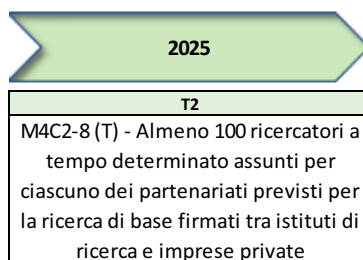 2025
T2
M4C2-8 (T) - Almeno 100 ricercatori a
tempo determinato assunti per
ciascuno dei partenariati previsti per
la ricerca di base firmati tra istituti di
ricerca e imprese private